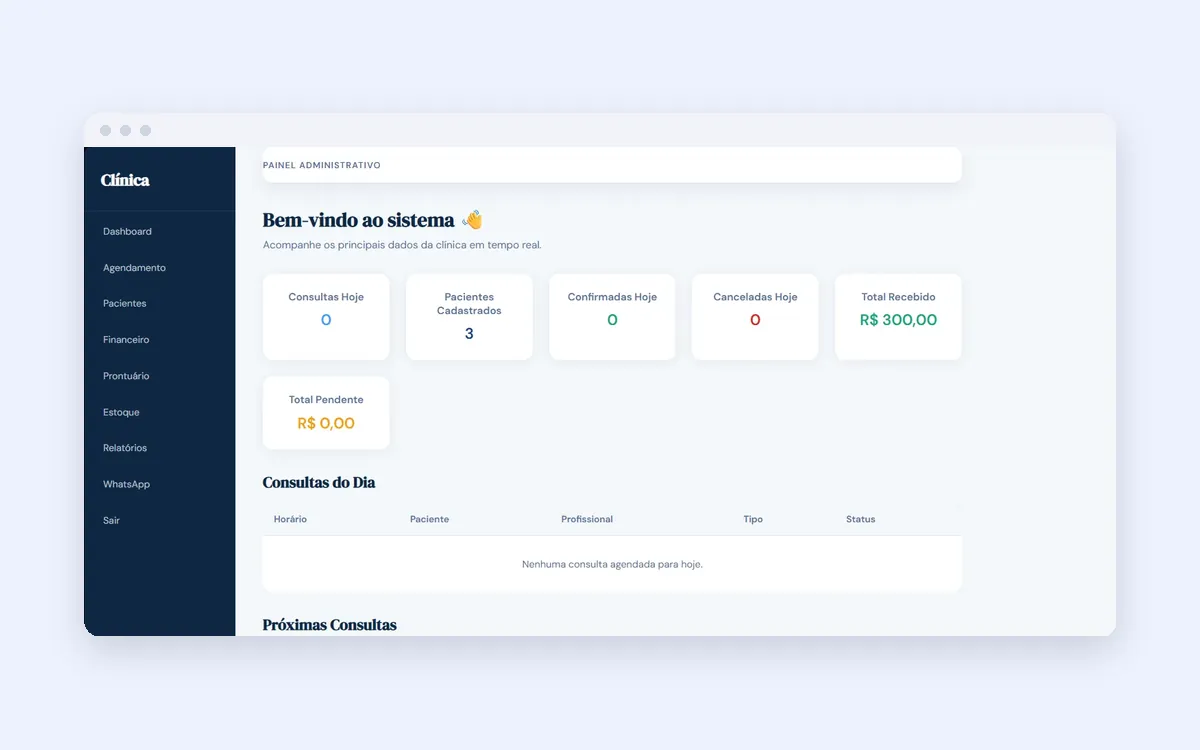 Clínica
Dashboard
Agendamento
Pacientes
Financeiro
Prontuário
Estoque
Relatórios
WhatsApp
Sair
PAINEL ADMINISTRATIVO
Bem-vindo ao sistema 👋
Acompanhe os principais dados da clínica em tempo real.
Consultas Hoje
0
Pacientes
Cadastrados
3
Confirmadas Hoje
0
Canceladas Hoje
0
Total Recebido
R$ 300,00
Total Pendente
R$ 0,00
Consultas do Dia
Horário Paciente Profissional Tipo Status
Nenhuma consulta agendada para hoje.
Próximas Consultas